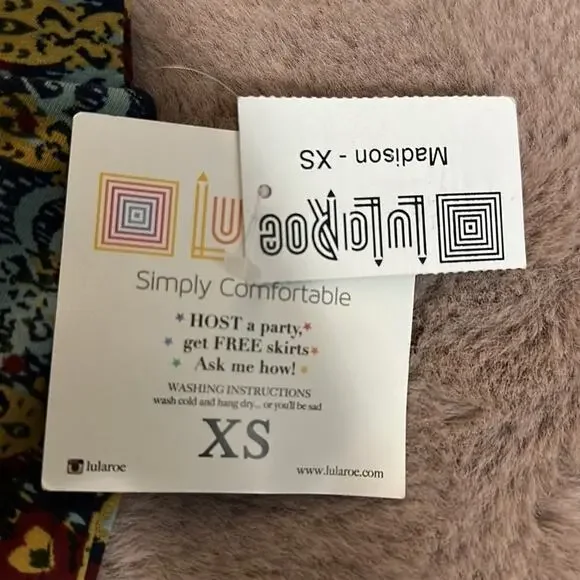 Madison - XS
LulaRoe
Lu
Simply Comfortable
* HOST a party,*
* get FREE skirts*
* Ask me how! *
WASHING INSTRUCTIONS
wash cold and hang dry... or you'll be sad
XS
lularoe
www.lularoe.com